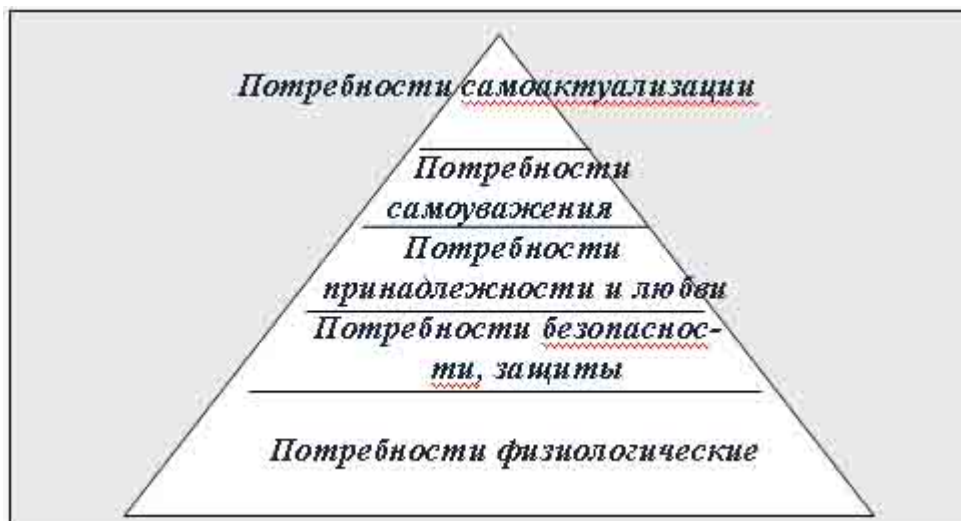 Потребности самоактуализации
Потребности
самоуважения
Потребности
принадлежности и любви
Потребности безопаснос-
ти, защиты
Потребности физиологические